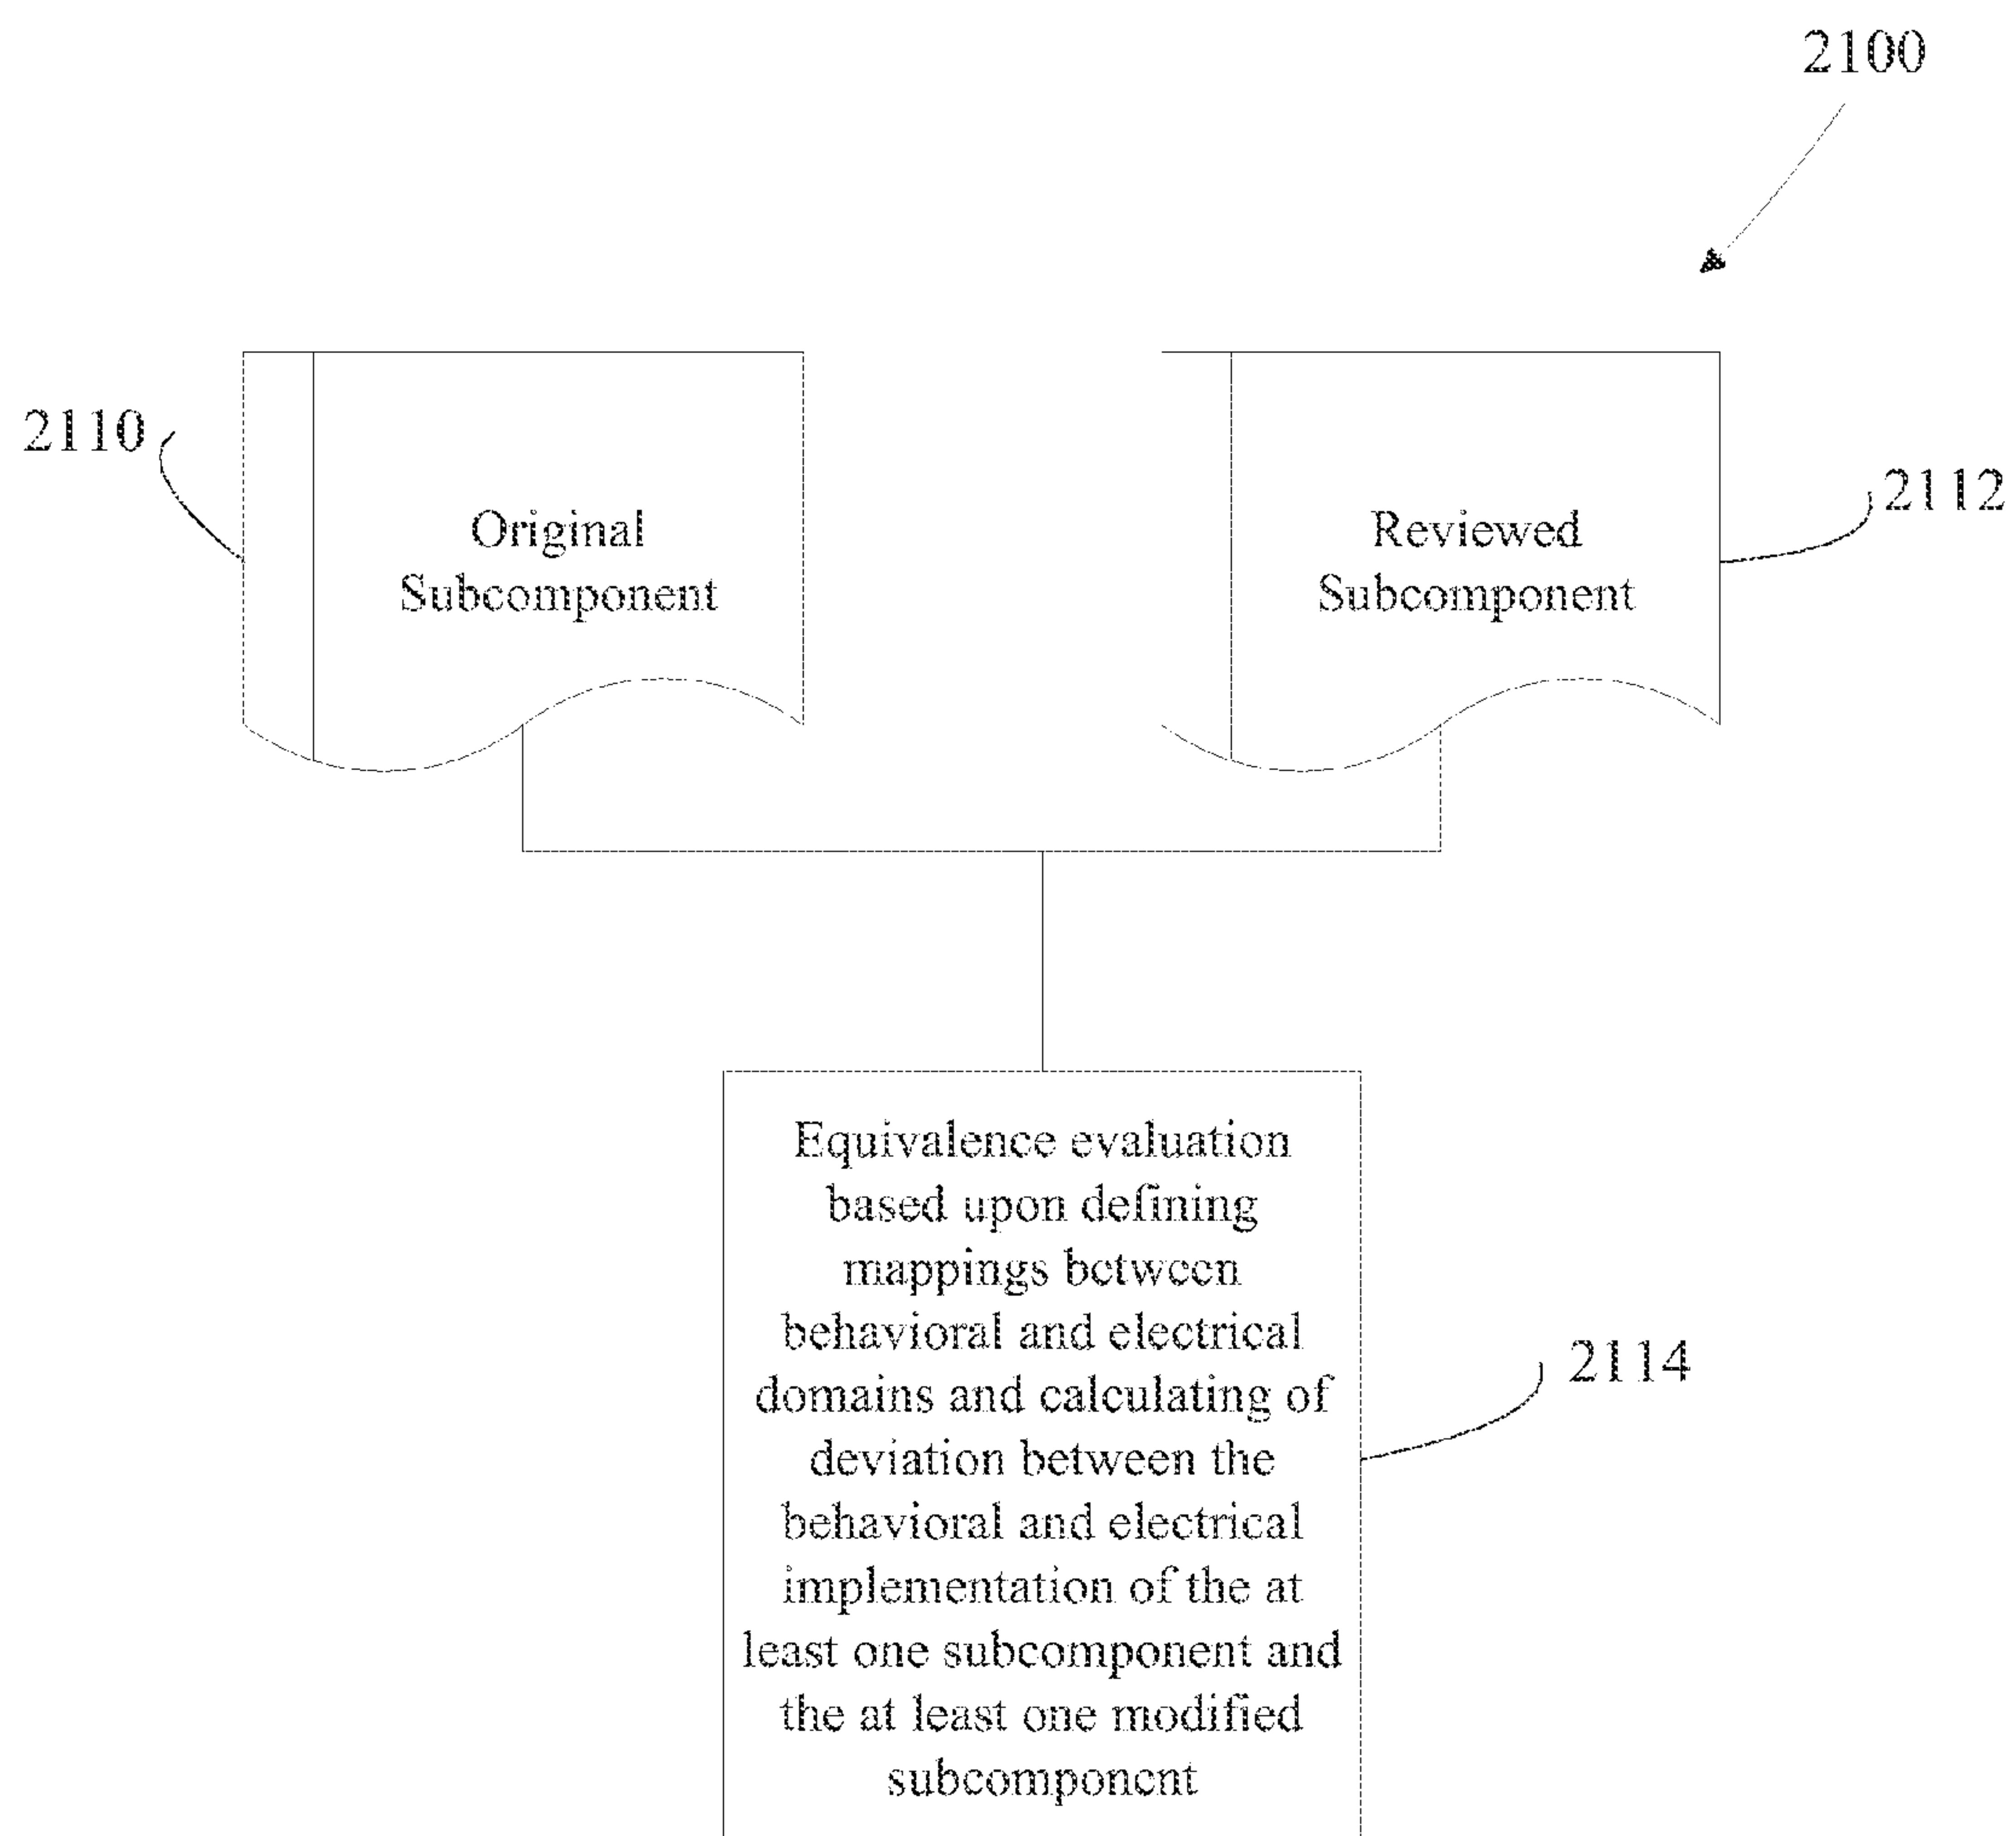 2100
2110
Original
Subcomponent
Reviewed
Subcomponent
2112
Equivalence evaluation
based upon defining
mappings between
behavioral and electrical
domains and calculating of
deviation between the
behavioral and electrical
implementation of the at
least one subcomponent and
the at least one modified
subcomponent
2114